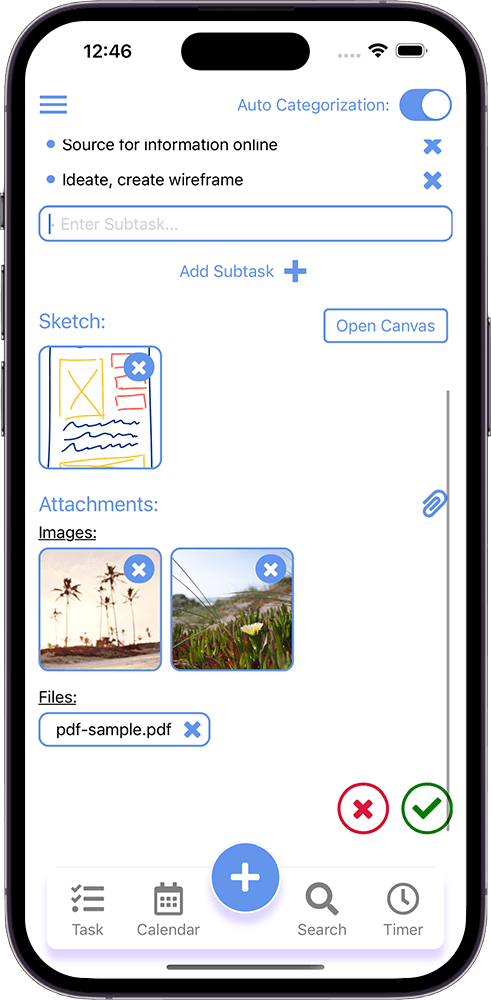 12:46
Auto Categorization:
Source for information online
Ideate, create wireframe
Enter Subtask...
Add Subtask
Sketch:
Open Canvas
Attachments:
Images:
Files:
pdf-sample.pdf
Task
Calendar
Search
Timer